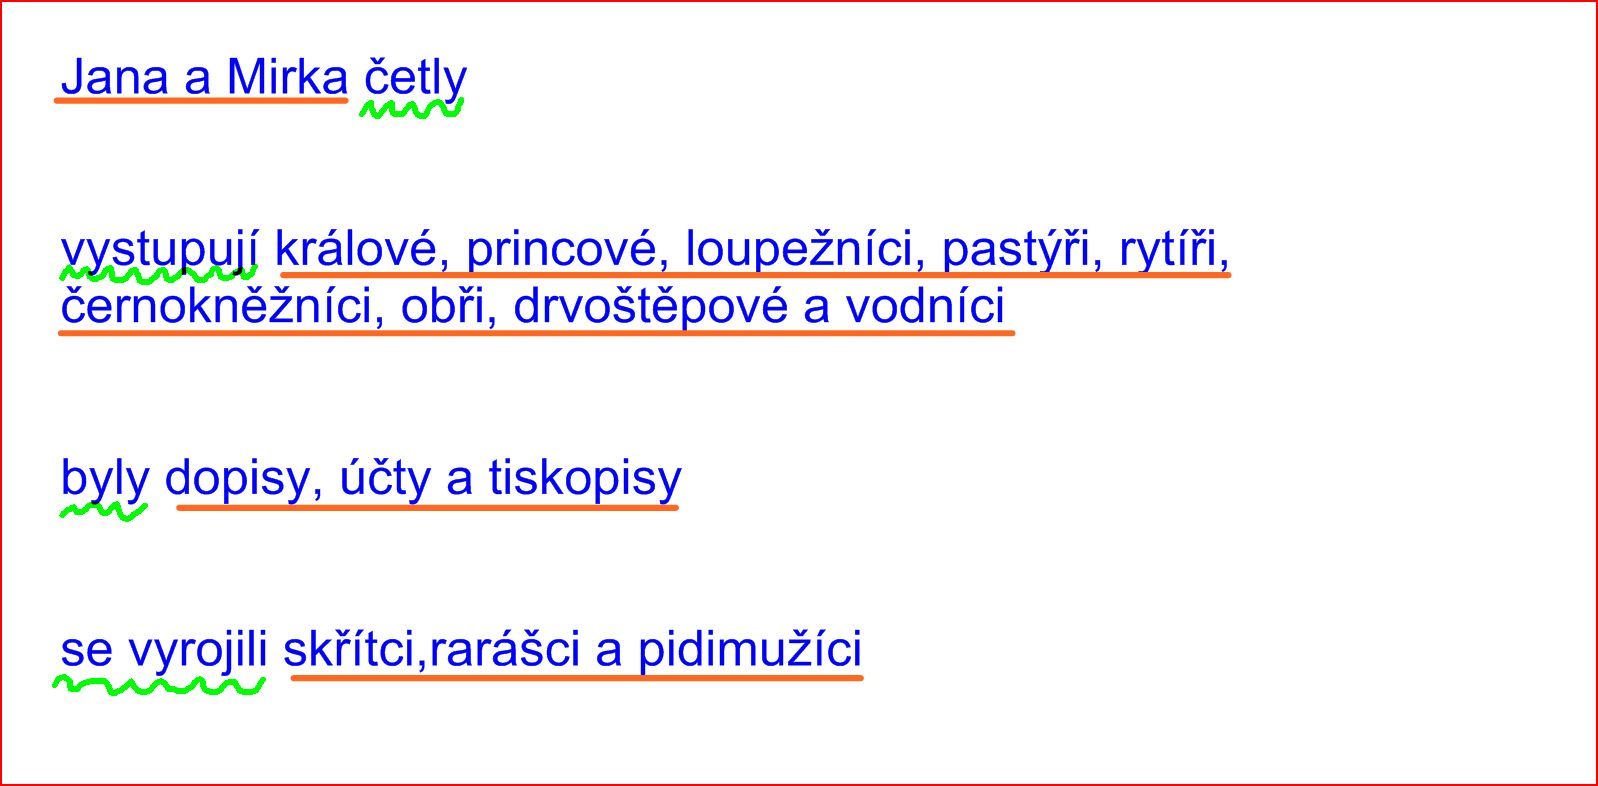 Jana a Mirka četly
vystupují králové, princové, loupežníci, pastýři, rytíři,
černokněžníci, obři, drvoštěpové a vodníci
byly dopisy, účty a tiskopisy
se vyrojili skřítci,rarášci a pidimužíci